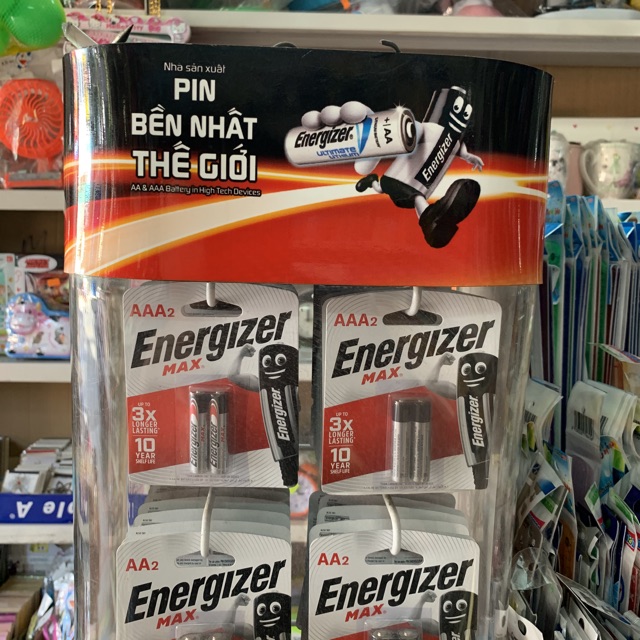 Nhà sản xuất
PIN
BỀN NHẤT
THẾ GIỚI
AA & AAA Battery in High Tech Devices
Energizer
ULTIMATE
LITHIUM
+/AA
Energizer
AAA2
Energizer
MAX
UP TO
3x
LONGER
LASTING
10
YEAR
SHELF LIFE
Energizer
AAA2
Energizer
MAX
UP TO
3x
LONGER
LASTING
10
YEAR
SHELF LIFE
Energizer
ple A
AA2
Energizer
MAX
AA2
Energizer
MAX